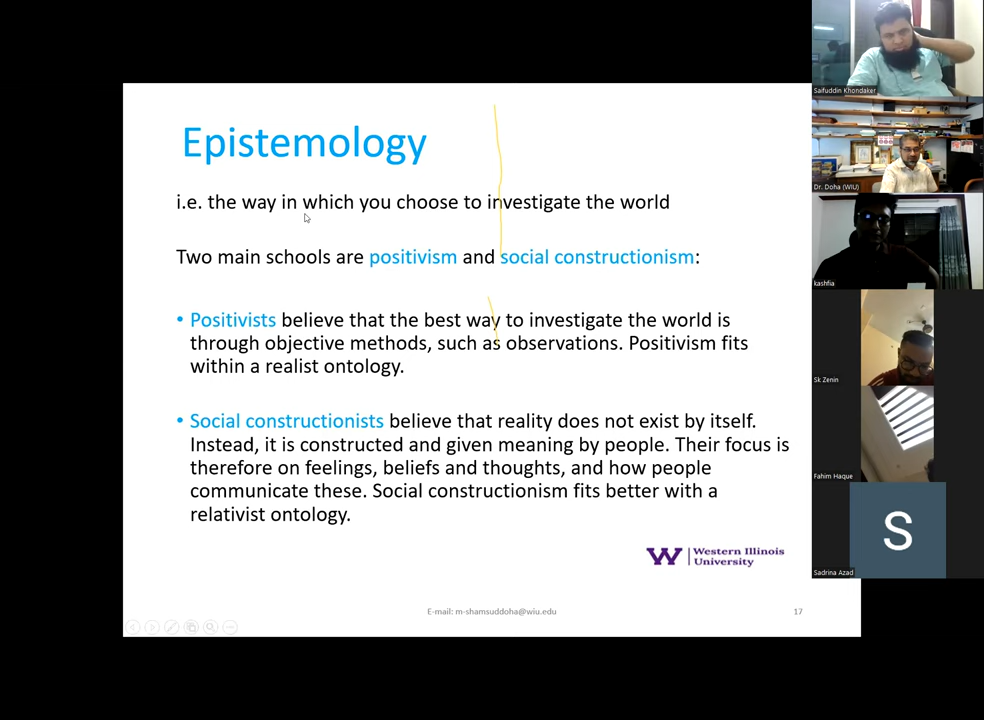 Epistemology
i.e. the way in which you choose to investigate the world
Two main schools are positivism and social constructionism:
• Positivists believe that the best way to investigate the world is
through objective methods, such as observations. Positivism fits
within a realist ontology.
• Social constructionists believe that reality does not exist by itself.
Instead, it is constructed and given meaning by people. Their focus is
therefore on feelings, beliefs and thoughts, and how people
communicate these. Social constructionism fits better with a
relativist ontology.
W | Western Illinois
University
E-mail: m-shamsuddoha@wiu.edu
17
Saifuddin Khondaker
Dr. Doha (WIU)
kashfia
Sk Zenin
Fahim Haque
S
Sadrina Azad